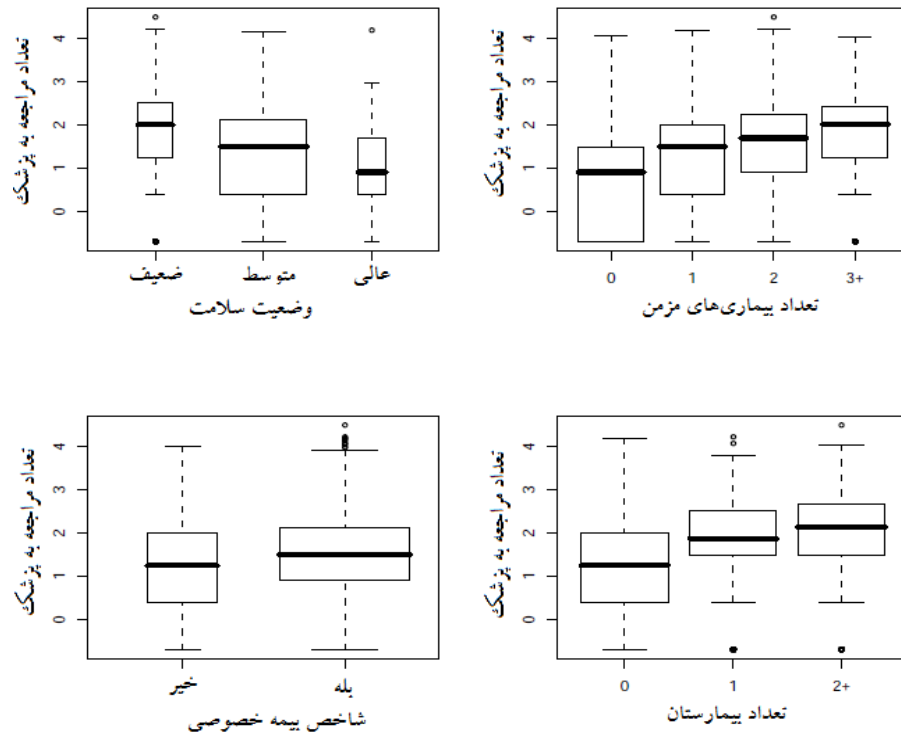 تعداد مراجعه به پزشک
4
3
2
1
0
ضعیف متوسط عالی
وضعیت سلامت
تعداد مراجعه به پزشک
4
3
2
1
0
0 1 2 3+
تعداد بیماری‌های مزمن
تعداد مراجعه به پزشک
4
3
2
1
0
خیر بله
شاخص بیمه خصوصی
تعداد مراجعه به پزشک
4
3
2
1
0
0 1 2+
تعداد بیمارستان